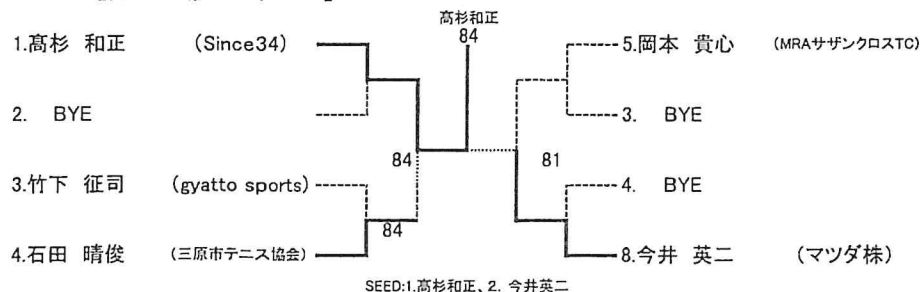 髙杉和正
84
1.髙杉 和正 (Since34)
5.岡本 貴心 (MRAサザンクロスTC)
2. BYE
3. BYE
84
81
3.竹下 征司 (gyatto sports)
4. BYE
84
4.石田 晴俊 (三原市テニス協会)
8.今井 英二 (マツダ株)
SEED:1.髙杉和正、2. 今井英二